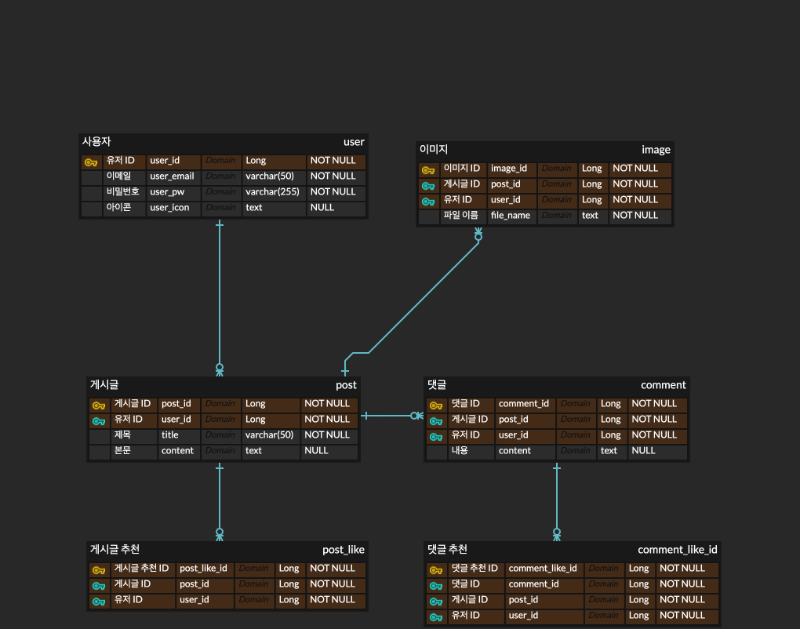 사용자 user
유저 ID user_id Domain Long NOT NULL
이메일 user_email Domain varchar(50) NOT NULL
비밀번호 user_pw Domain varchar(255) NOT NULL
아이콘 user_icon Domain text NULL
이미지 image
이미지 ID image_id Domain Long NOT NULL
게시글 ID post_id Domain Long NOT NULL
유저 ID user_id Domain Long NOT NULL
파일 이름 file_name Domain text NOT NULL
게시글 post
게시글 ID post_id Domain Long NOT NULL
유저 ID user_id Domain Long NOT NULL
제목 title Domain varchar(50) NOT NULL
본문 content Domain text NULL
댓글 comment
댓글 ID comment_id Domain Long NOT NULL
게시글 ID post_id Domain Long NOT NULL
유저 ID user_id Domain Long NOT NULL
내용 content Domain text NULL
게시글 추천 post_like
게시글 추천 ID post_like_id Domain Long NOT NULL
게시글 ID post_id Domain Long NOT NULL
유저 ID user_id Domain Long NOT NULL
댓글 추천 comment_like_id
댓글 추천 ID comment_like_id Domain Long NOT NULL
댓글 ID comment_id Domain Long NOT NULL
게시글 ID post_id Domain Long NOT NULL
유저 ID user_id Domain Long NOT NULL